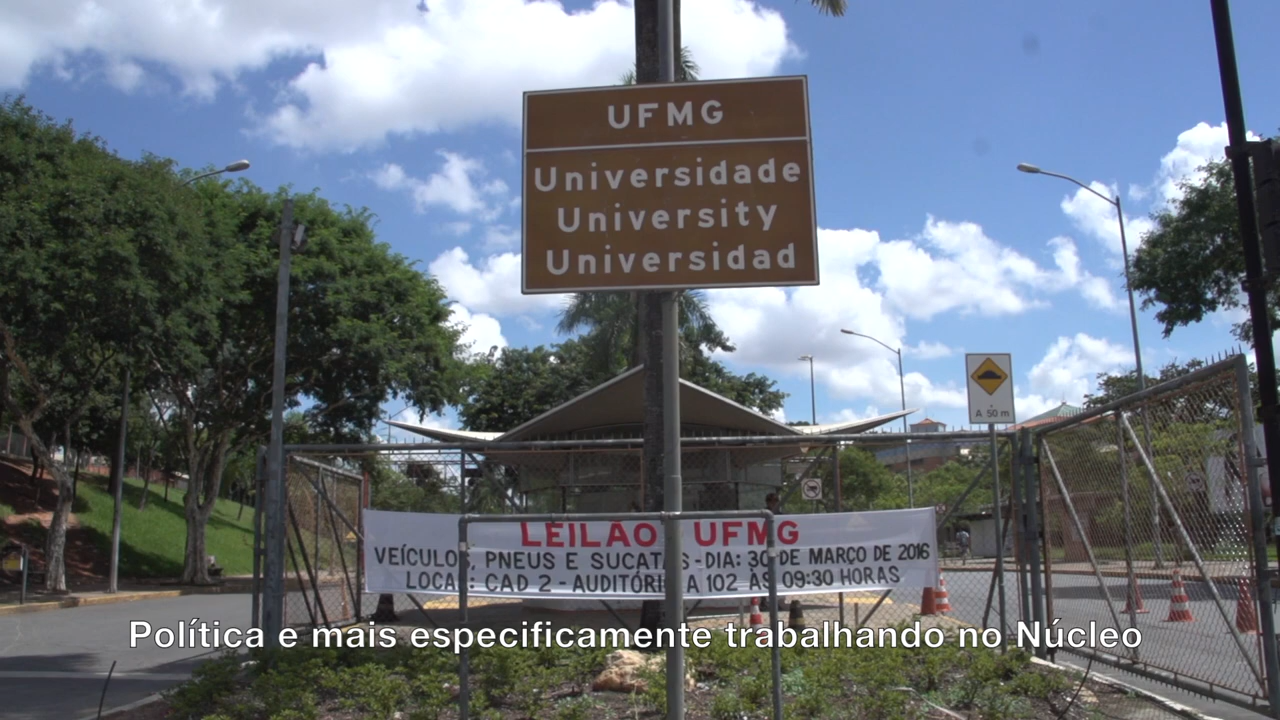 UFMG
Universidade
University
Universidad
A 50 m
LEILÃO UFMG
VEÍCULOS, PNEUS E SUCATAS - DIA: 30 DE MARÇO DE 2016
LOCAL: CAD 2 - AUDITÓRIO A 102 ÀS 09:30 HORAS
Política e mais especificamente trabalhando no Núcleo